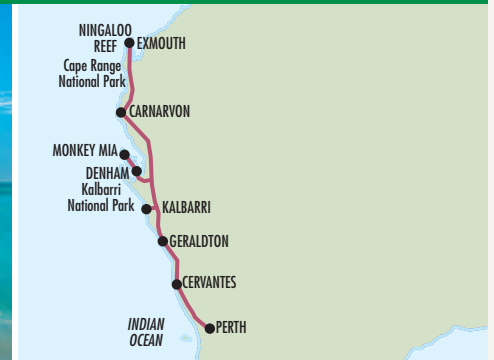 NINGALOO
REEF
EXMOUTH
Cape Range
National Park
CARNARVON
MONKEY MIA
DENHAM
Kalbarri
National Park
KALBARRI
GERALDTON
CERVANTES
INDIAN
OCEAN
PERTH